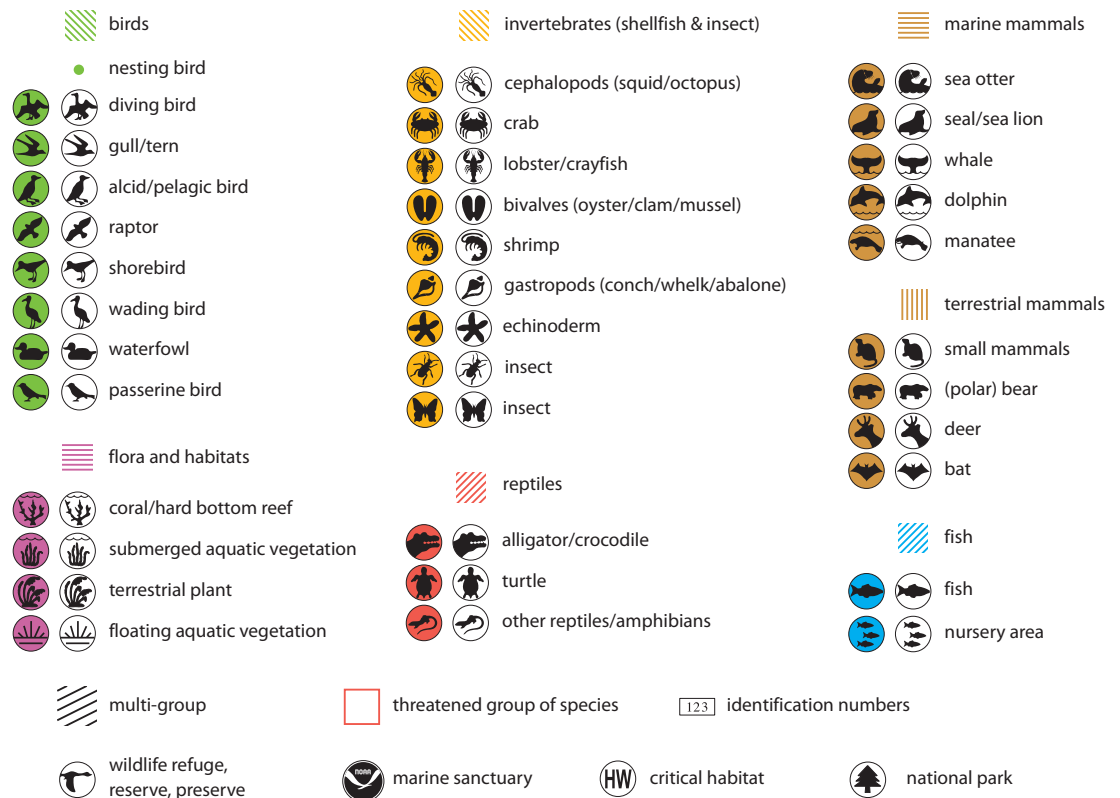 birds
nesting bird
diving bird
gull/tern
alcid/pelagic bird
raptor
shorebird
wading bird
waterfowl
passerine bird
flora and habitats
coral/hard bottom reef
submerged aquatic vegetation
terrestrial plant
floating aquatic vegetation
invertebrates (shellfish & insect)
cephalopods (squid/octopus)
crab
lobster/crayfish
bivalves (oyster/clam/mussel)
shrimp
gastropods (conch/whelk/abalone)
echinoderm
insect
insect
reptiles
alligator/crocodile
turtle
other reptiles/amphibians
marine mammals
sea otter
seal/sea lion
whale
dolphin
manatee
terrestrial mammals
small mammals
(polar) bear
deer
bat
fish
fish
nursery area
multi-group
threatened group of species
123 identification numbers
wildlife refuge,
reserve, preserve
NOAA marine sanctuary
HW critical habitat
national park